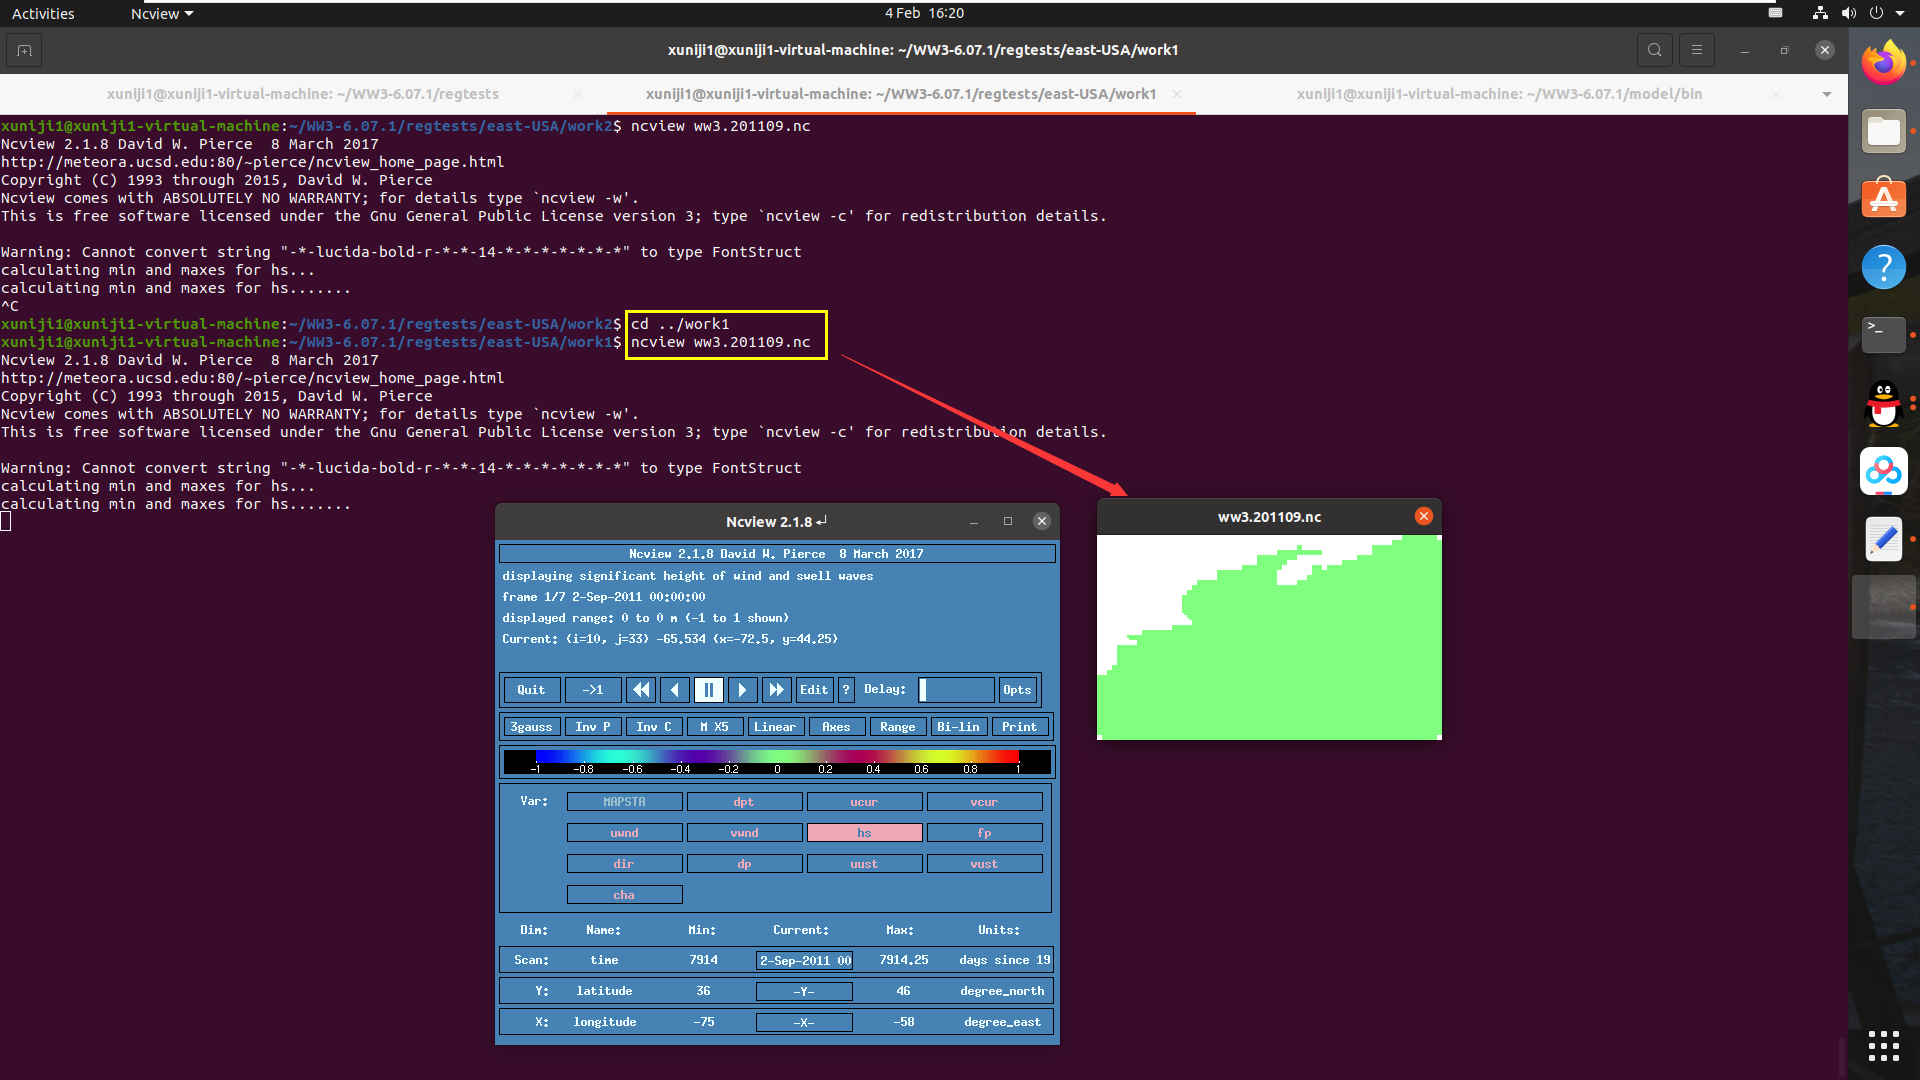 Activities
Ncview
4 Feb 16:20
xuniji1@xuniji1-virtual-machine: ~/WW3-6.07.1/regtests/east-USA/work1
xuniji1@xuniji1-virtual-machine: ~/WW3-6.07.1/regtests
xuniji1@xuniji1-virtual-machine: ~/WW3-6.07.1/regtests/east-USA/work1
xuniji1@xuniji1-virtual-machine: ~/WW3-6.07.1/model/bin
xuniji1@xuniji1-virtual-machine:~/WW3-6.07.1/regtests/east-USA/work2$ ncview ww3.201109.nc
Ncview 2.1.8 David W. Pierce  8 March 2017
http://meteora.ucsd.edu:80/~pierce/ncview_home_page.html
Copyright (C) 1993 through 2015, David W. Pierce
Ncview comes with ABSOLUTELY NO WARRANTY; for details type `ncview -w'.
This is free software licensed under the Gnu General Public License version 3; type `ncview -c' for redistribution details.
Warning: Cannot convert string "-*-lucida-bold-r-*-*-14-*-*-*-*-*-*-*" to type FontStruct
calculating min and maxes for hs...
calculating min and maxes for hs.......
^C
xuniji1@xuniji1-virtual-machine:~/WW3-6.07.1/regtests/east-USA/work2$ cd ../work1
xuniji1@xuniji1-virtual-machine:~/WW3-6.07.1/regtests/east-USA/work1$ ncview ww3.201109.nc
Ncview 2.1.8 David W. Pierce  8 March 2017
http://meteora.ucsd.edu:80/~pierce/ncview_home_page.html
Copyright (C) 1993 through 2015, David W. Pierce
Ncview comes with ABSOLUTELY NO WARRANTY; for details type `ncview -w'.
This is free software licensed under the Gnu General Public License version 3; type `ncview -c' for redistribution details.
Warning: Cannot convert string "-*-lucida-bold-r-*-*-14-*-*-*-*-*-*-*" to type FontStruct
calculating min and maxes for hs...
calculating min and maxes for hs.......
Ncview 2.1.8
Ncview 2.1.8 David W. Pierce  8 March 2017
displaying significant height of wind and swell waves
frame 1/7 2-Sep-2011 00:00:00
displayed range: 0 to 0 m (-1 to 1 shown)
Current: (i=10, j=33) -65.534 (x=-72.5, y=44.25)
Quit ->1 Edit ? Delay: Opts
3gauss Inv P Inv C M X5 Linear Axes Range Bi-lin Print
-1 -0.8 -0.6 -0.4 -0.2 0 0.2 0.4 0.6 0.8 1
Var: MAPSTA dpt ucur vcur
uwnd vwnd hs fp
dir dp uust vust
cha
Dim: Name: Min: Current: Max: Units:
Scan: time 7914 2-Sep-2011 00 7914.25 days since 19
Y: latitude 36 -Y- 46 degree_north
X: longitude -75 -X- -58 degree_east
ww3.201109.nc